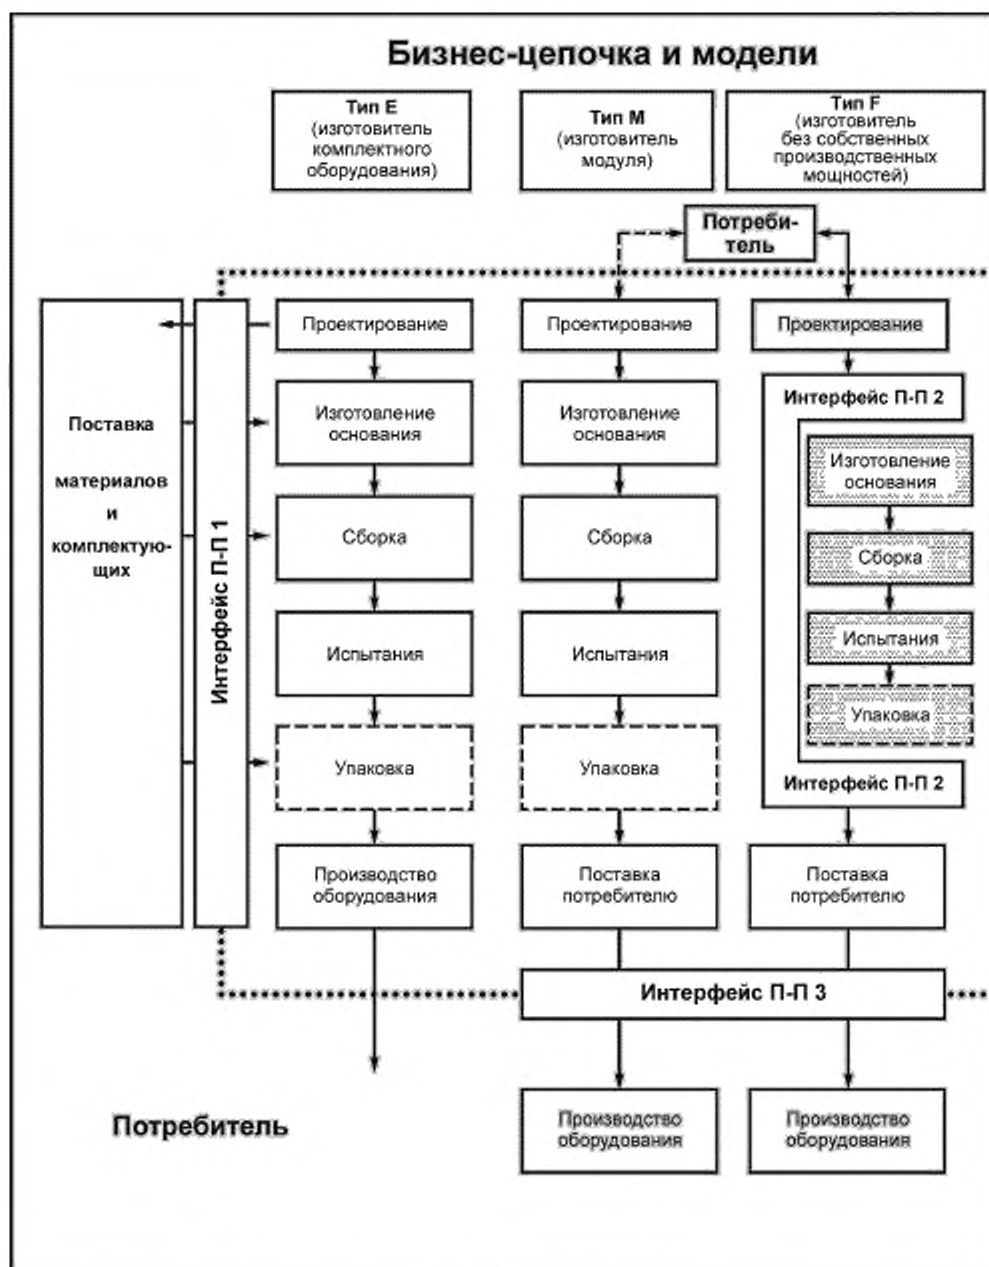 Бизнес-цепочка и модели
Тип E
(изготовитель
комплектного
оборудования)
Тип M
(изготовитель
модуля)
Тип F
(изготовитель
без собственных
производственных
мощностей)
Потреби-
тель
Поставка
материалов
и
комплектую-
щих
Интерфейс П-П 1
Проектирование
Изготовление
основания
Сборка
Испытания
Упаковка
Производство
оборудования
Проектирование
Изготовление
основания
Сборка
Испытания
Упаковка
Поставка
потребителю
Проектирование
Интерфейс П-П 2
Изготовление
основания
Сборка
Испытания
Упаковка
Интерфейс П-П 2
Поставка
потребителю
Интерфейс П-П 3
Потребитель
Производство
оборудования
Производство
оборудования